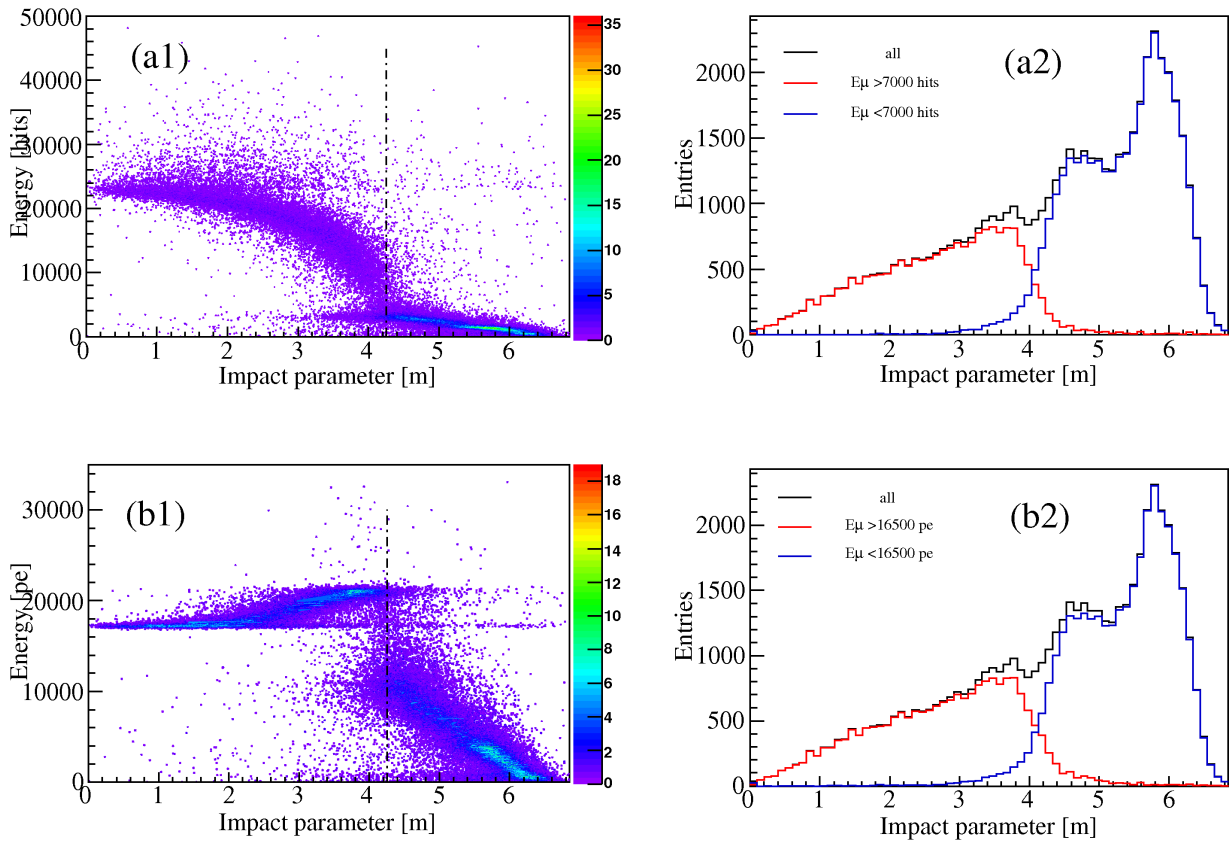 (a1)
Energy [hits]
50000
40000
30000
20000
10000
0
0 1 2 3 4 5 6
Impact parameter [m]
35
30
25
20
15
10
5
0
(a2)
all
Eμ >7000 hits
Eμ <7000 hits
Entries
2000
1500
1000
500
0
0 1 2 3 4 5 6
Impact parameter [m]
(b1)
Energy [pe]
30000
20000
10000
0
0 1 2 3 4 5 6
Impact parameter [m]
18
16
14
12
10
8
6
4
2
0
(b2)
all
Eμ >16500 pe
Eμ <16500 pe
Entries
2000
1500
1000
500
0
0 1 2 3 4 5 6
Impact parameter [m]